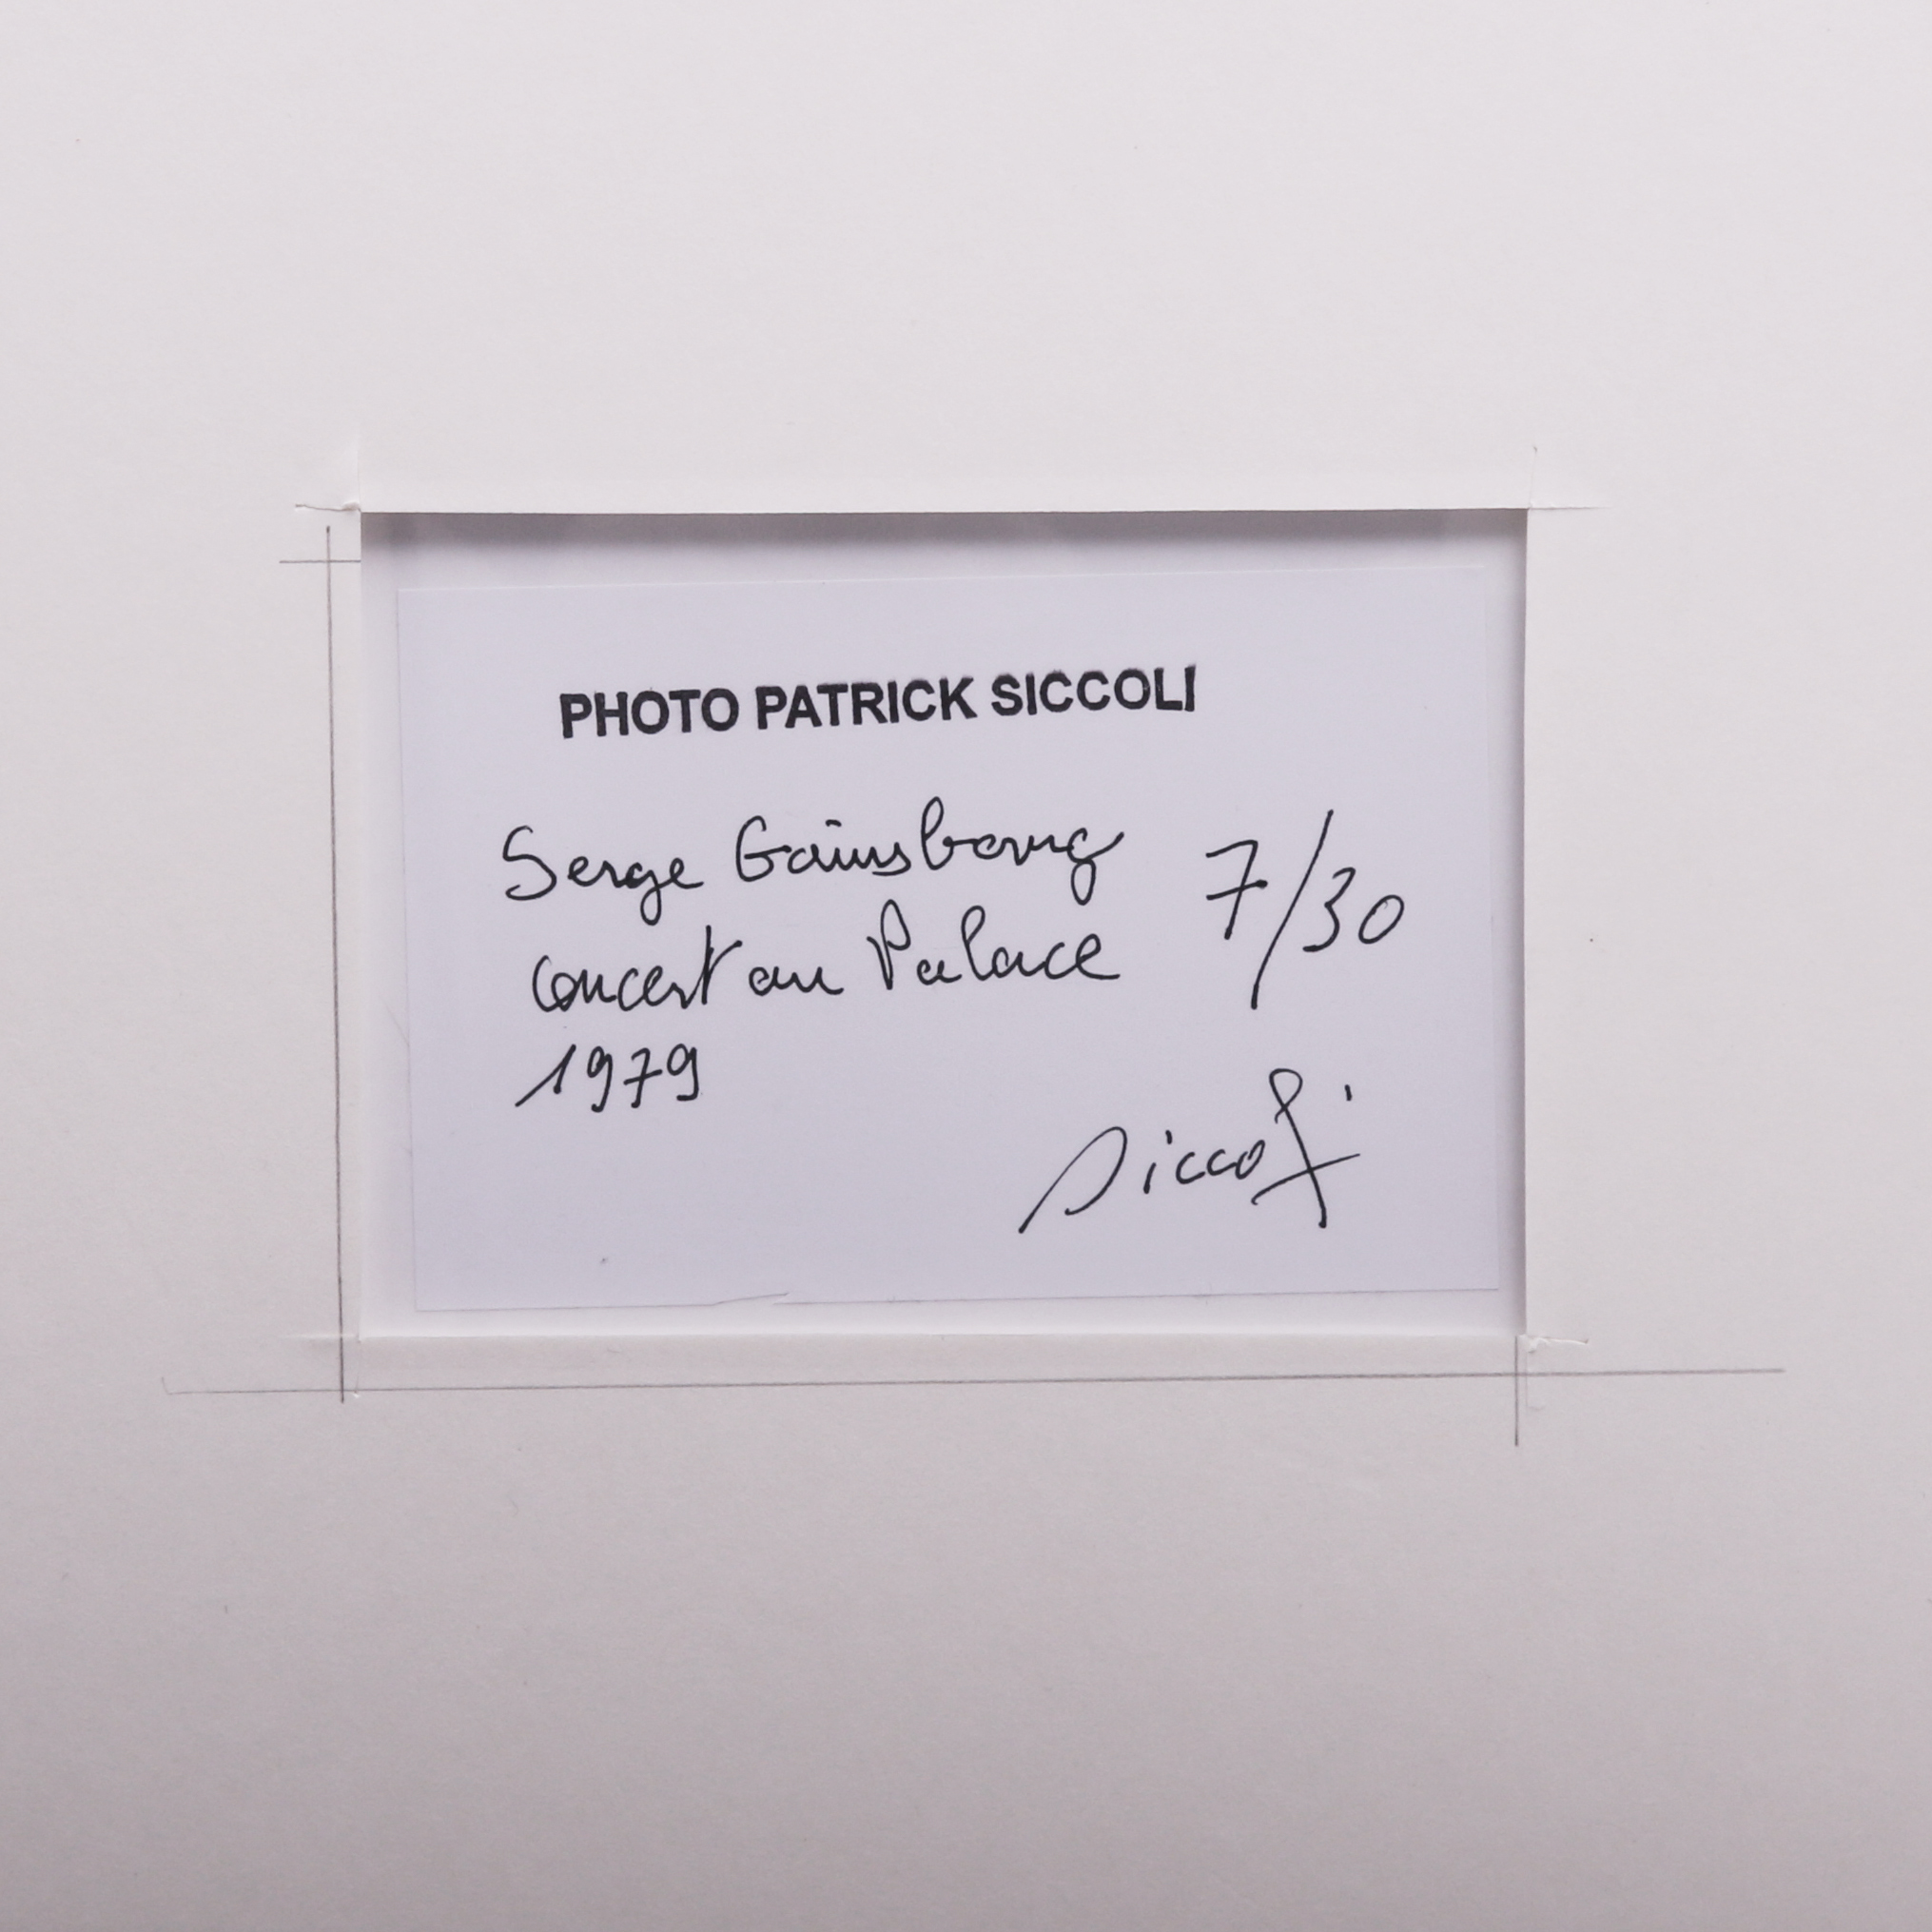 PHOTO PATRICK SICCOLI
Serge Gainsbourg 7/30
concert au Palace
1979
Siccoli